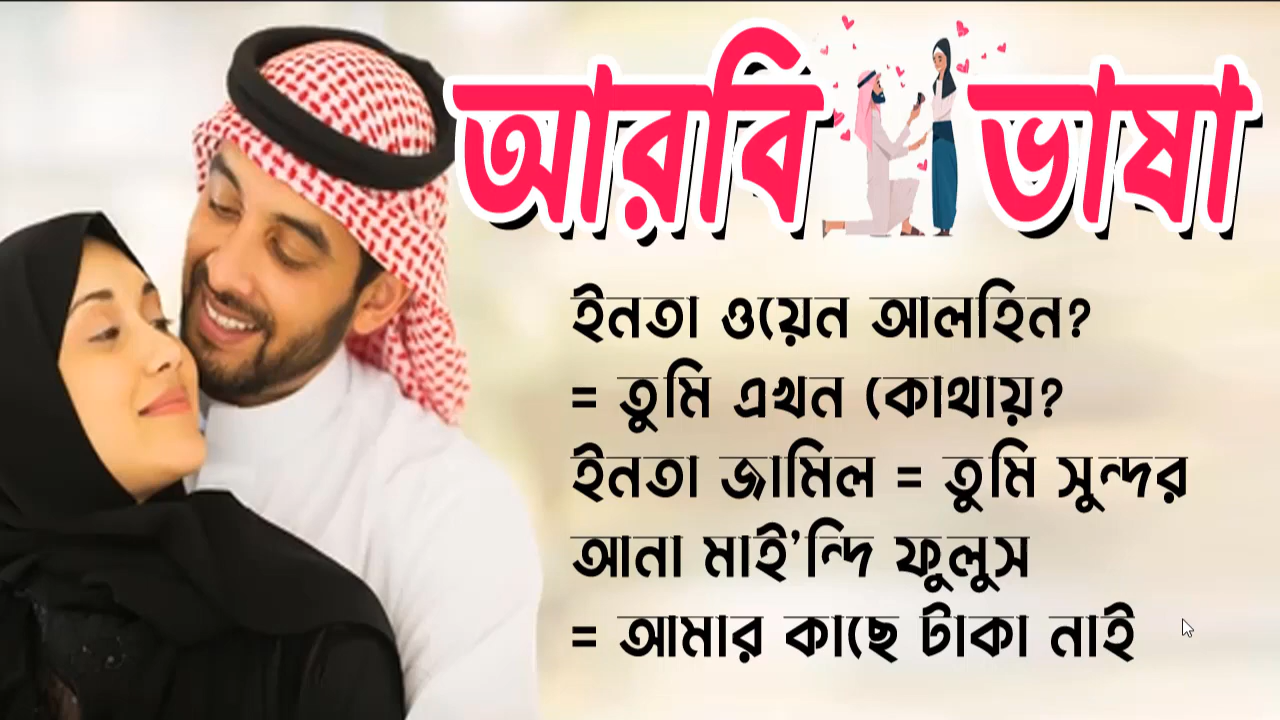 আরবি ভাষা
ইনতা ওয়েন আলহিন?
= তুমি এখন কোথায়?
ইনতা জামিল = তুমি সুন্দর
আনা মাই'ন্দি ফুলুস
= আমার কাছে টাকা নাই